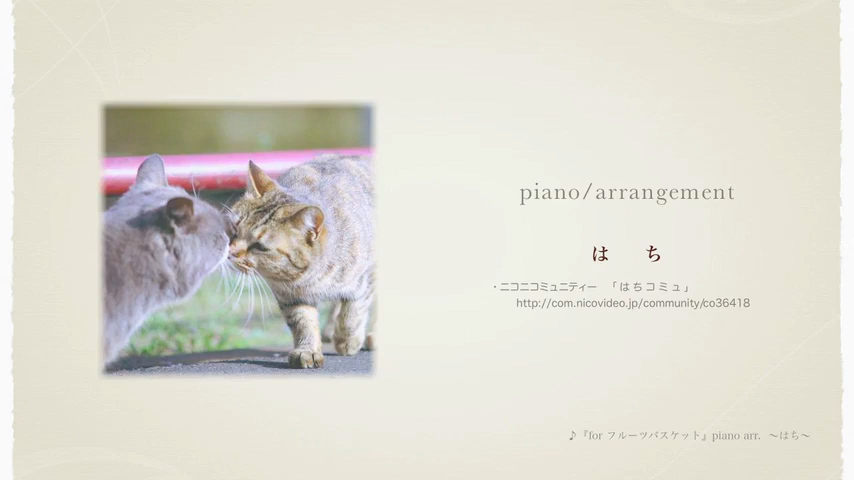 piano/arrangement
は ち
・ニコニコミュニティー 「はちコミュ」
http://com.nicovideo.jp/community/co36418
♪『for フルーツバスケット』piano arr. ～はち～